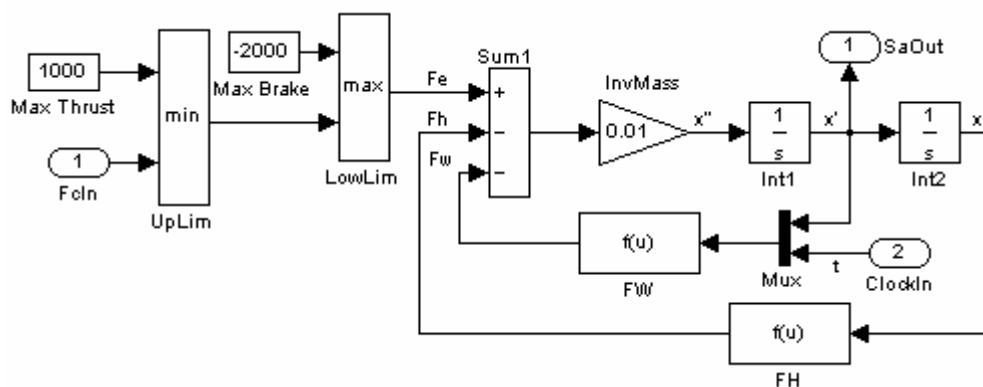 1000
Max Thrust
1
FcIn
min
UpLim
-2000
Max Brake
max
LowLim
Fe
Fh
Fw
Sum1
+
−
−
InvMass
0.01
x"
1
s
Int1
x'
1
SaOut
1
s
Int2
x
f(u)
FW
Mux
t
2
ClockIn
f(u)
FH